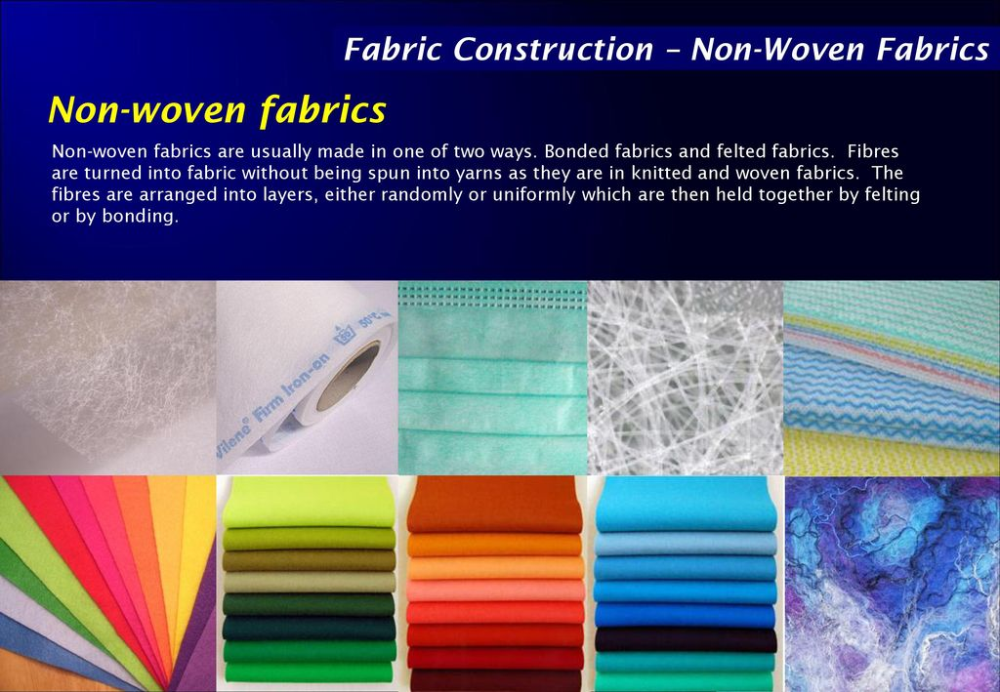 Fabric Construction – Non-Woven Fabrics
Non-woven fabrics
Non-woven fabrics are usually made in one of two ways. Bonded fabrics and felted fabrics.  Fibres
are turned into fabric without being spun into yarns as they are in knitted and woven fabrics.  The
fibres are arranged into layers, either randomly or uniformly which are then held together by felting
or by bonding.
Vilene® Firm Iron-on 86 50°C